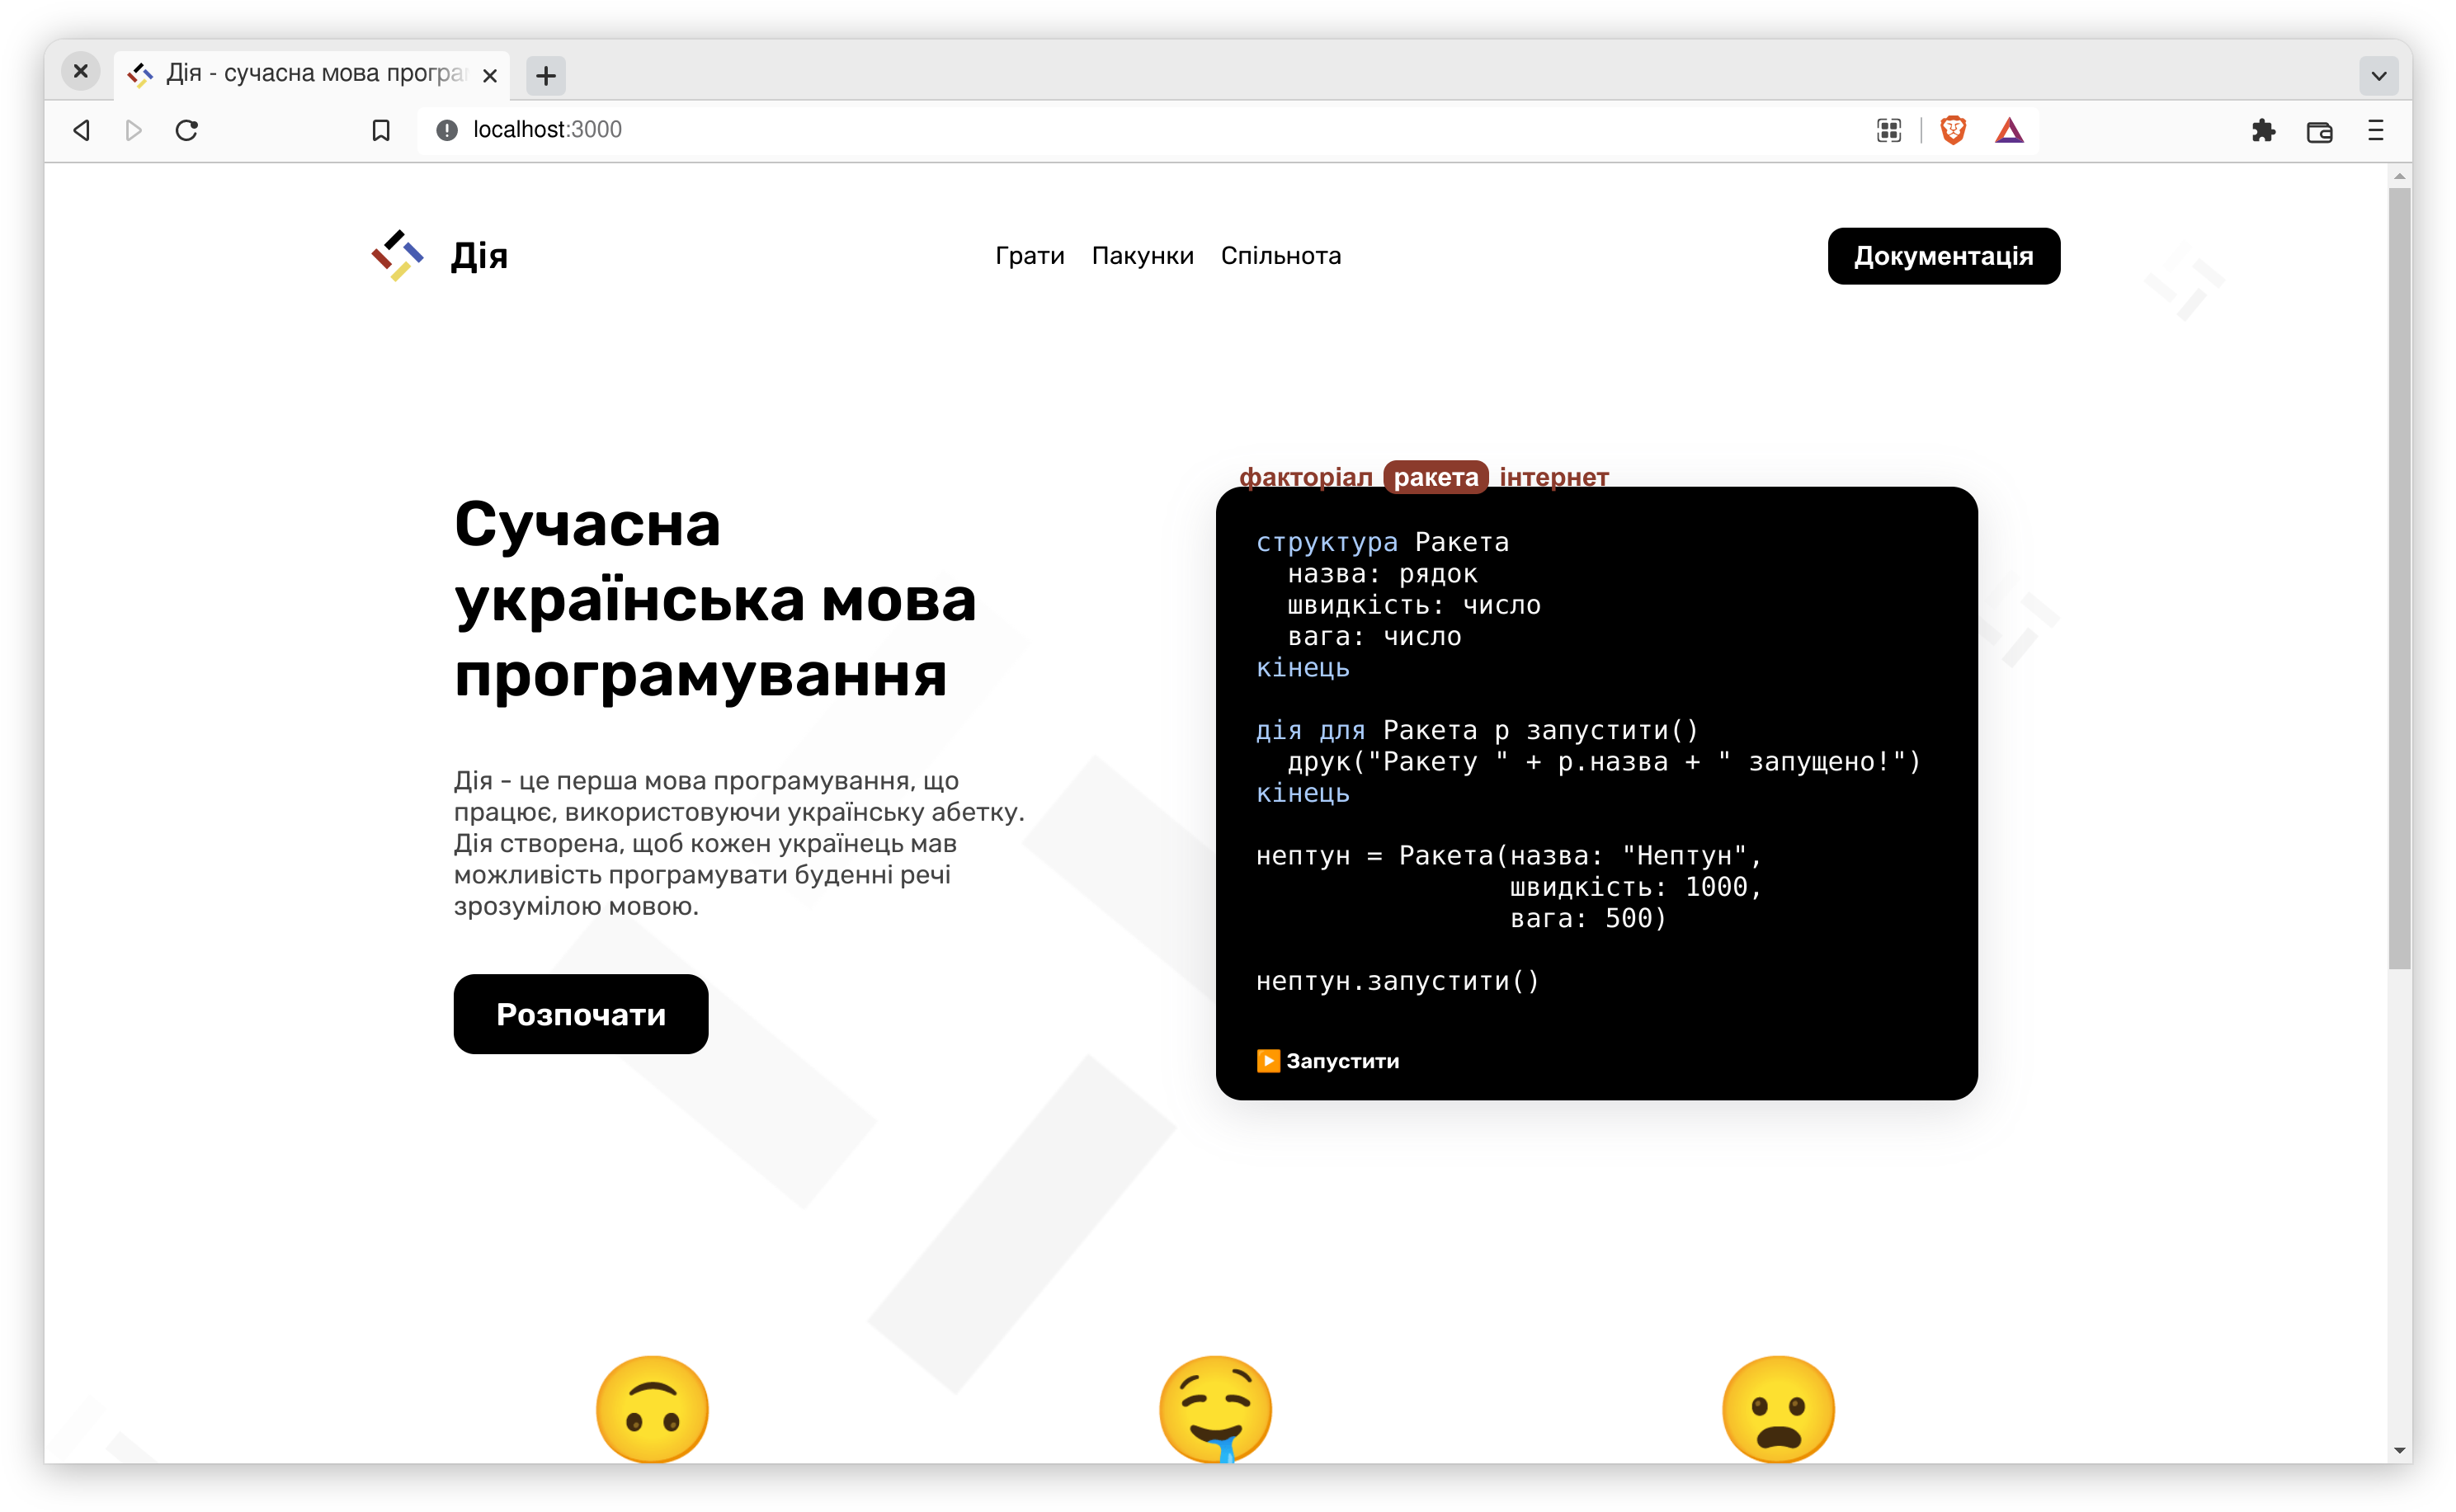 Дія - сучасна мова програ
localhost:3000
Дія
Грати Пакунки Спільнота
Документація
Сучасна
українська мова
програмування
Дія - це перша мова програмування, що
працює, використовуючи українську абетку.
Дія створена, щоб кожен українець мав
можливість програмувати буденні речі
зрозумілою мовою.
Розпочати
факторіал ракета інтернет
структура Ракета
  назва: рядок
  швидкість: число
  вага: число
кінець
дія для Ракета р запустити()
  друк("Ракету " + р.назва + " запущено!")
кінець
нептун = Ракета(назва: "Нептун",
                швидкість: 1000,
                вага: 500)
нептун.запустити()
▶️ Запустити